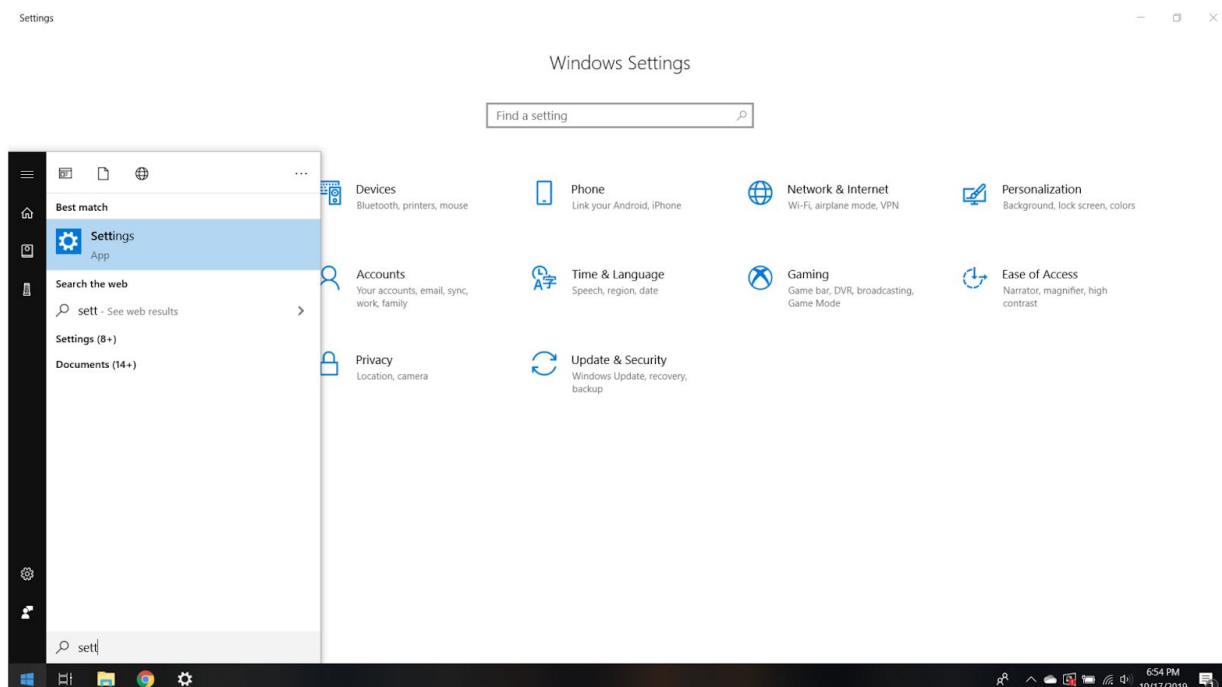 Settings
Windows Settings
Find a setting
Best match
Settings
App
Search the web
sett - See web results
Settings (8+)
Documents (14+)
sett
Devices
Bluetooth, printers, mouse
Phone
Link your Android, iPhone
Network & Internet
Wi-Fi, airplane mode, VPN
Personalization
Background, lock screen, colors
Accounts
Your accounts, email, sync,
work, family
Time & Language
Speech, region, date
Gaming
Game bar, DVR, broadcasting,
Game Mode
Ease of Access
Narrator, magnifier, high
contrast
Privacy
Location, camera
Update & Security
Windows Update, recovery,
backup
6:54 PM
10/17/2019